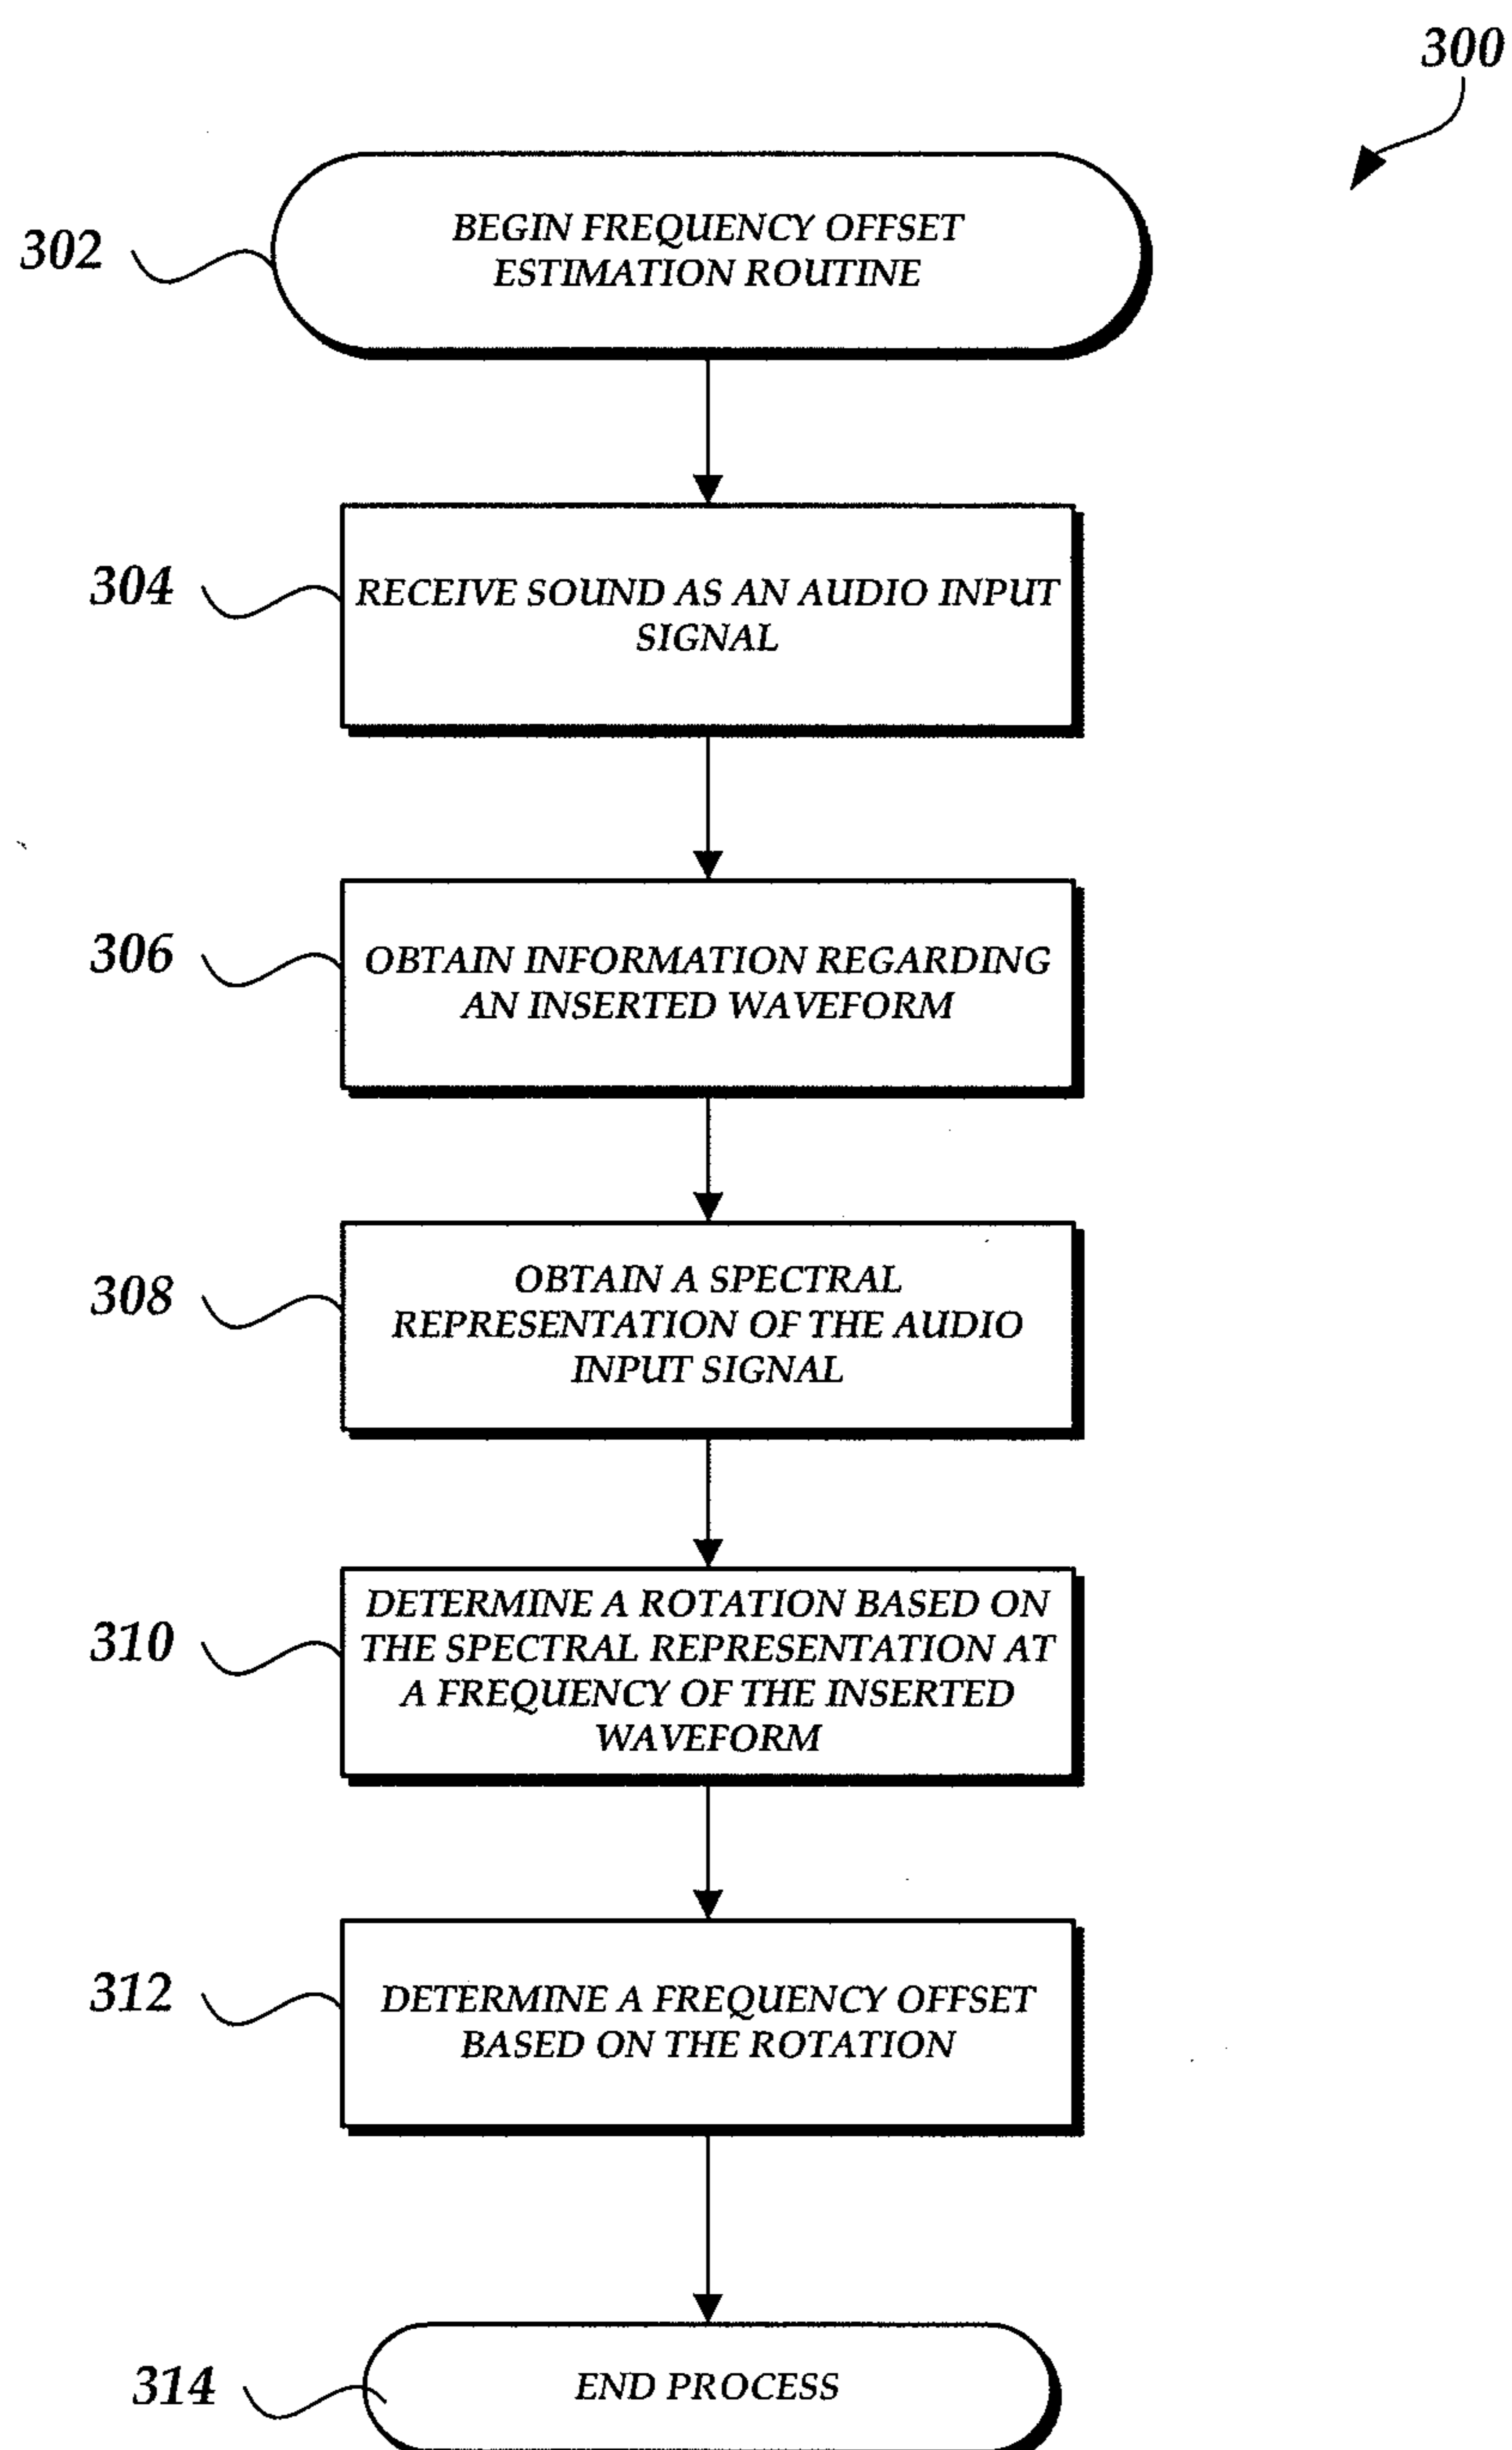 300
302
BEGIN FREQUENCY OFFSET
ESTIMATION ROUTINE
304
RECEIVE SOUND AS AN AUDIO INPUT
SIGNAL
306
OBTAIN INFORMATION REGARDING
AN INSERTED WAVEFORM
308
OBTAIN A SPECTRAL
REPRESENTATION OF THE AUDIO
INPUT SIGNAL
310
DETERMINE A ROTATION BASED ON
THE SPECTRAL REPRESENTATION AT
A FREQUENCY OF THE INSERTED
WAVEFORM
312
DETERMINE A FREQUENCY OFFSET
BASED ON THE ROTATION
314
END PROCESS